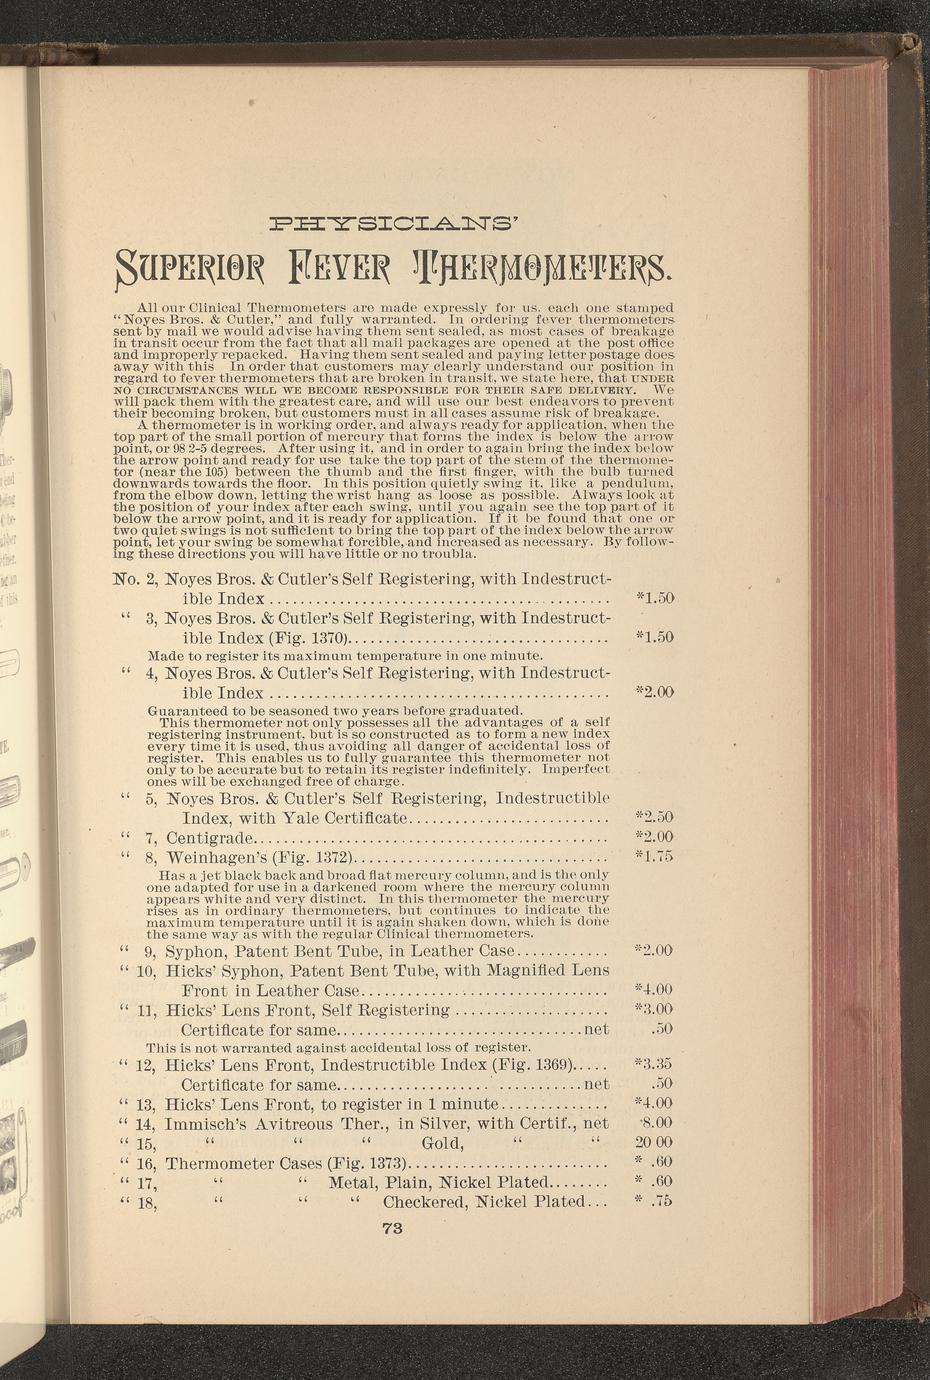 PHYSICIANS'
SUPERIOR FEVER THERMOMETERS.
All our Clinical Thermometers are made expressly for us. each one stamped
"Noyes Bros. & Cutler," and fully warranted. In ordering fever thermometers
sent by mail we would advise having them sent sealed, as most cases of breakage
in transit occur from the fact that all mail packages are opened at the post office
and improperly repacked. Having them sent sealed and paying letter postage does
away with this In order that customers may clearly understand our position in
regard to fever thermometers that are broken in transit, we state here, that UNDER
NO CIRCUMSTANCES WILL WE BECOME RESPONSIBLE FOR THEIR SAFE DELIVERY. We
will pack them with the greatest care, and will use our best endeavors to prevent
their becoming broken, but customers must in all cases assume risk of breakage.
A thermometer is in working order, and always ready for application, when the
top part of the small portion of mercury that forms the index is below the arrow
point, or 98 2-5 degrees. After using it, and in order to again bring the index below
the arrow point and ready for use take the top part of the stem of the thermome-
tor (near the 105) between the thumb and the first finger, with the bulb turned
downwards towards the floor. In this position quietly swing it, like a pendulum,
from the elbow down, letting the wrist hang as loose as possible. Always look at
the position of your index after each swing, until you again see the top part of it
below the arrow point, and it is ready for application. If it be found that one or
two quiet swings is not sufficient to bring the top part of the index below the arrow
point, let your swing be somewhat forcible, and increased as necessary. By follow-
ing these directions you will have little or no troubla.
No. 2, Noyes Bros. & Cutler's Self Registering, with Indestruct-
ible Index ........................................... *1.50
" 3, Noyes Bros. & Cutler's Self Registering, with Indestruct-
ible Index (Fig. 1370)................................. *1.50
Made to register its maximum temperature in one minute.
" 4, Noyes Bros. & Cutler's Self Registering, with Indestruct-
ible Index ........................................... *2.00
Guaranteed to be seasoned two years before graduated.
This thermometer not only possesses all the advantages of a self
registering instrument, but is so constructed as to form a new index
every time it is used, thus avoiding all danger of accidental loss of
register. This enables us to fully guarantee this thermometer not
only to be accurate but to retain its register indefinitely. Imperfect
ones will be exchanged free of charge.
" 5, Noyes Bros. & Cutler's Self Registering, Indestructible
Index, with Yale Certificate.......................... *2.50
" 7, Centigrade.............................................. *2.00
" 8, Weinhagen's (Fig. 1372)................................. *1.75
Has a jet black back and broad flat mercury column, and is the only
one adapted for use in a darkened room where the mercury column
appears white and very distinct. In this thermometer the mercury
rises as in ordinary thermometers, but continues to indicate the
maximum temperature until it is again shaken down, which is done
the same way as with the regular Clinical thermometers.
" 9, Syphon, Patent Bent Tube, in Leather Case............ *2.00
" 10, Hicks' Syphon, Patent Bent Tube, with Magnified Lens
Front in Leather Case................................ *4.00
" 11, Hicks' Lens Front, Self Registering .................... *3.00
Certificate for same...............................net .50
This is not warranted against accidental loss of register.
" 12, Hicks' Lens Front, Indestructible Index (Fig. 1369)..... *3.35
Certificate for same...............................net .50
" 13, Hicks' Lens Front, to register in 1 minute.............. *4.00
" 14, Immisch's Avitreous Ther., in Silver, with Certif., net 8.00
" 15, " " " Gold, " " 20 00
" 16, Thermometer Cases (Fig. 1373).......................... * .60
" 17, " " Metal, Plain, Nickel Plated........ * .60
" 18, " " " Checkered, Nickel Plated... * .75
73